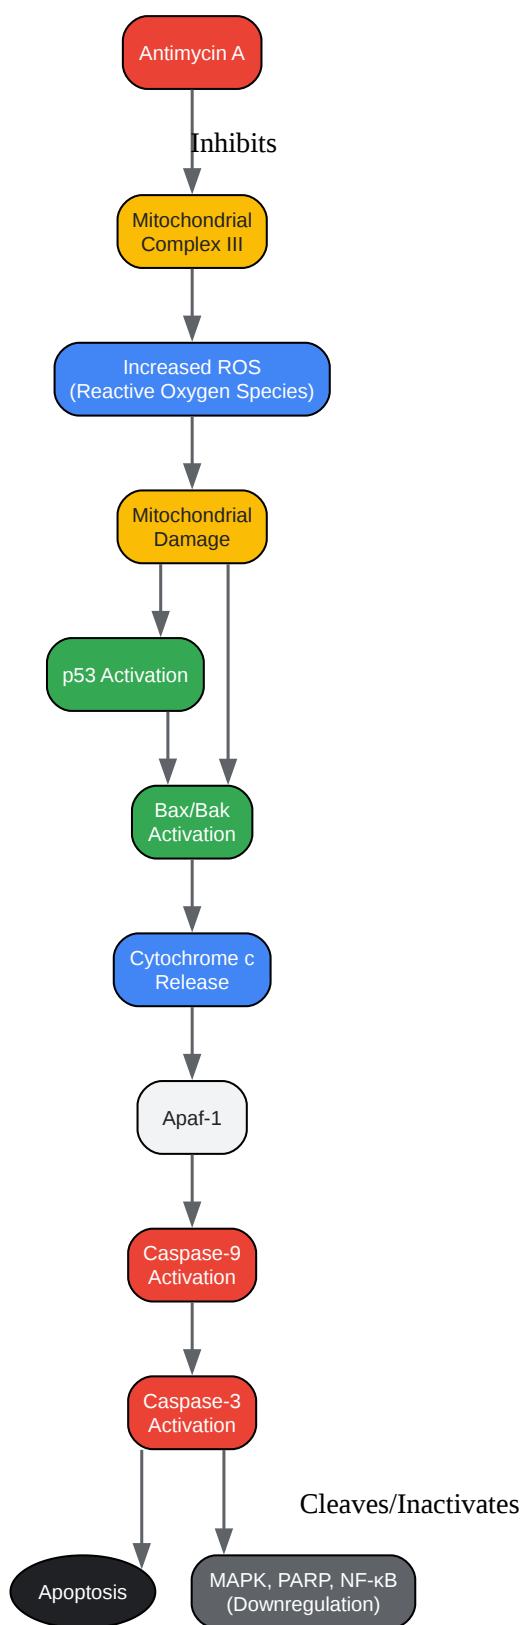 Antimycin A
Inhibits
Mitochondrial
Complex III
Increased ROS
(Reactive Oxygen Species)
Mitochondrial
Damage
p53 Activation
Bax/Bak
Activation
Cytochrome c
Release
Apaf-1
Caspase-9
Activation
Caspase-3
Activation
Cleaves/Inactivates
Apoptosis
MAPK, PARP, NF-κB
(Downregulation)